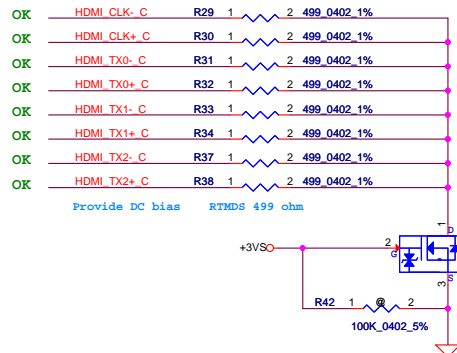 OK HDMI_CLK-_C R29 1 2 499_0402_1%
OK HDMI_CLK+_C R30 1 2 499_0402_1%
OK HDMI_TX0-_C R31 1 2 499_0402_1%
OK HDMI_TX0+_C R32 1 2 499_0402_1%
OK HDMI_TX1-_C R33 1 2 499_0402_1%
OK HDMI_TX1+_C R34 1 2 499_0402_1%
OK HDMI_TX2-_C R37 1 2 499_0402_1%
OK HDMI_TX2+_C R38 1 2 499_0402_1%
Provide DC bias RTMDS 499 ohm
1
D
+3VS 2
G
S
3
R42 1 @ 2
100K_0402_5%